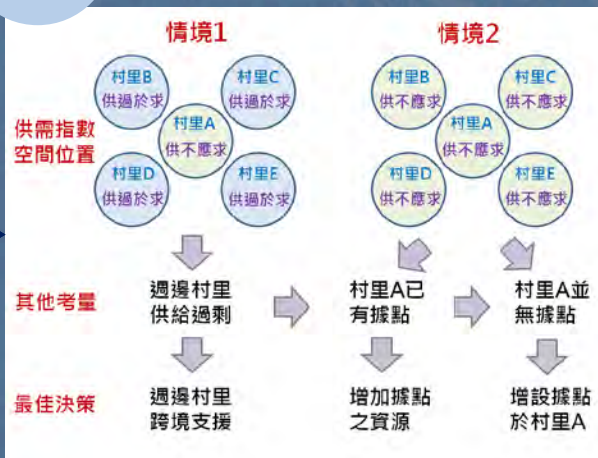 情境1
情境2
村里B
供過於求
村里C
供過於求
村里A
供不應求
村里D
供過於求
村里E
供過於求
村里B
供不應求
村里C
供不應求
村里A
供不應求
村里D
供不應求
村里E
供不應求
供需指數
空間位置
其他考量
週邊村里
供給過剩
村里A已
有據點
村里A並
無據點
最佳決策
週邊村里
跨境支援
增加據點
之資源
增設據點
於村里A